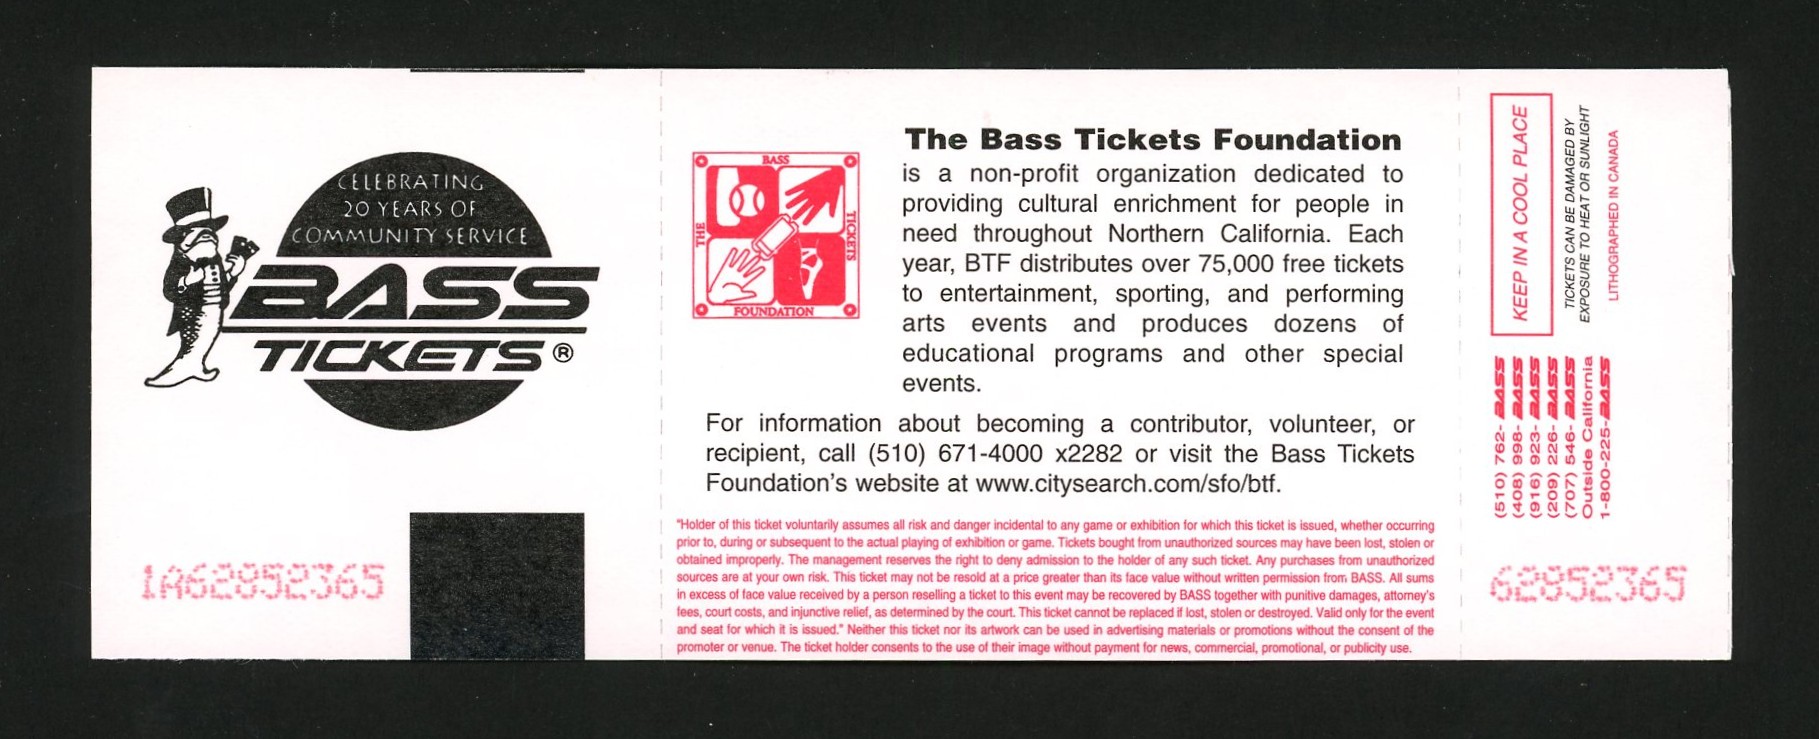 CELEBRATING
20 YEARS OF
COMMUNITY SERVICE
BASS
TICKETS®
1A62852365
BASS
THE
TICKETS
FOUNDATION
The Bass Tickets Foundation
is a non-profit organization dedicated to
providing cultural enrichment for people in
need throughout Northern California. Each
year, BTF distributes over 75,000 free tickets
to entertainment, sporting, and performing
arts events and produces dozens of
educational programs and other special
events.
For information about becoming a contributor, volunteer, or
recipient, call (510) 671-4000 x2282 or visit the Bass Tickets
Foundation's website at www.citysearch.com/sfo/btf.
"Holder of this ticket voluntarily assumes all risk and danger incidental to any game or exhibition for which this ticket is issued, whether occurring
prior to, during or subsequent to the actual playing of exhibition or game. Tickets bought from unauthorized sources may have been lost, stolen or
obtained improperly. The management reserves the right to deny admission to the holder of any such ticket. Any purchases from unauthorized
sources are at your own risk. This ticket may not be resold at a price greater than its face value without written permission from BASS. All sums
in excess of face value received by a person reselling a ticket to this event may be recovered by BASS together with punitive damages, attorney's
fees, court costs, and injunctive relief, as determined by the court. This ticket cannot be replaced if lost, stolen or destroyed. Valid only for the event
and seat for which it is issued." Neither this ticket nor its artwork can be used in advertising materials or promotions without the consent of the
promoter or venue. The ticket holder consents to the use of their image without payment for news, commercial, promotional, or publicity use.
KEEP IN A COOL PLACE
TICKETS CAN BE DAMAGED BY
EXPOSURE TO HEAT OR SUNLIGHT
LITHOGRAPHED IN CANADA
(510) 762-BASS
(408) 998-BASS
(916) 923-BASS
(209) 226-BASS
(707) 546-BASS
Outside California
1-800-225-BASS
62852365